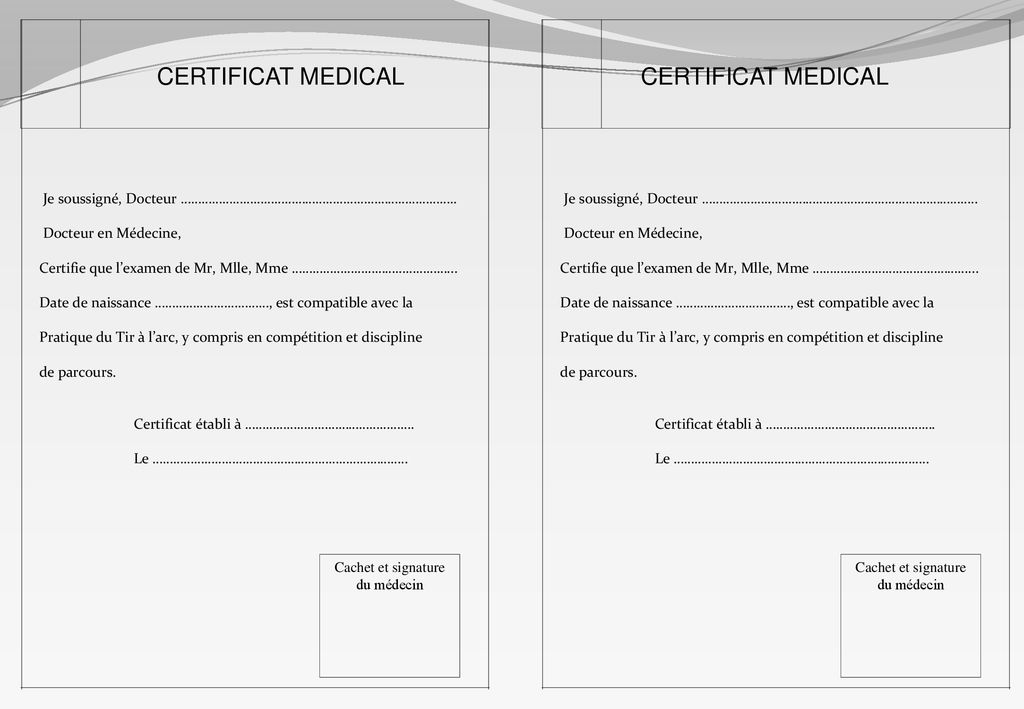 CERTIFICAT MEDICAL
Je soussigné, Docteur ................................................................................
Docteur en Médecine,
Certifie que l’examen de Mr, Mlle, Mme ................................................
Date de naissance ................................., est compatible avec la
Pratique du Tir à l’arc, y compris en compétition et discipline
de parcours.
Certificat établi à .................................................
Le ..........................................................................
Cachet et signature
du médecin
CERTIFICAT MEDICAL
Je soussigné, Docteur ................................................................................
Docteur en Médecine,
Certifie que l’examen de Mr, Mlle, Mme ................................................
Date de naissance ................................., est compatible avec la
Pratique du Tir à l’arc, y compris en compétition et discipline
de parcours.
Certificat établi à .................................................
Le ..........................................................................
Cachet et signature
du médecin